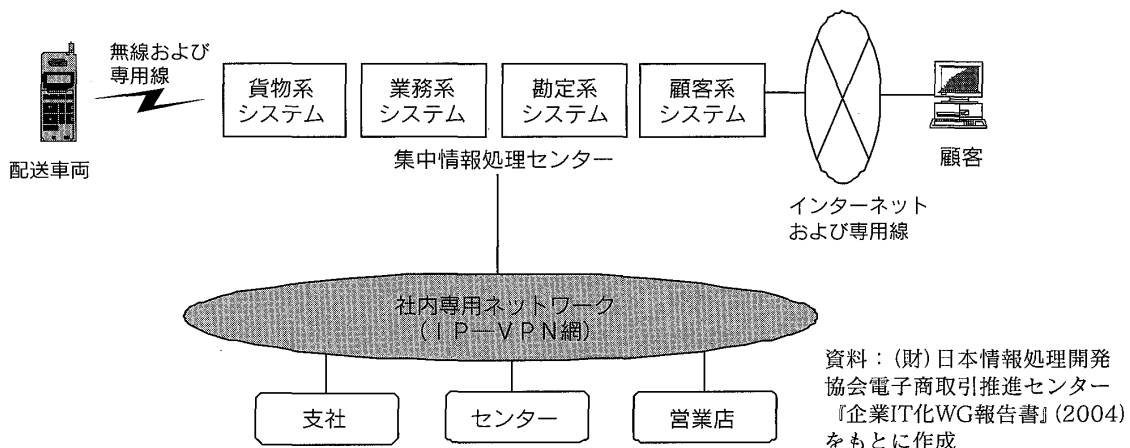 無線および
専用線
配送車両
貨物系
システム
業務系
システム
勘定系
システム
顧客系
システム
集中情報処理センター
インターネット
および専用線
顧客
社内専用ネットワーク
(IP—VPN網)
支社
センター
営業店
資料：(財)日本情報処理開発
協会電子商取引推進センター
『企業IT化WG報告書』(2004)
をもとに作成